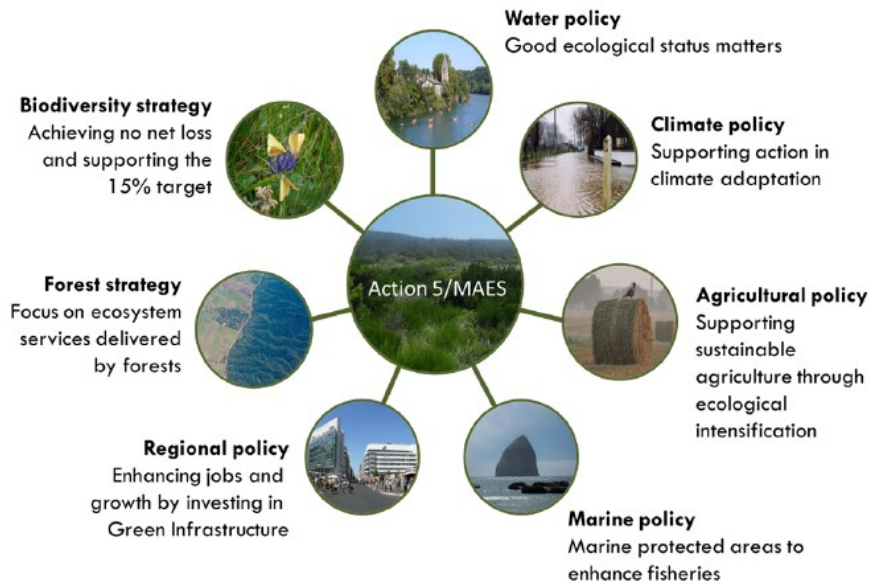 Water policy
Good ecological status matters
Biodiversity strategy
Achieving no net loss
and supporting the
15% target
Climate policy
Supporting action in
climate adaptation
Action 5/MAES
Forest strategy
Focus on ecosystem
services delivered
by forests
Agricultural policy
Supporting
sustainable
agriculture through
ecological
intensification
Regional policy
Enhancing jobs and
growth by investing in
Green Infrastructure
Marine policy
Marine protected areas to
enhance fisheries